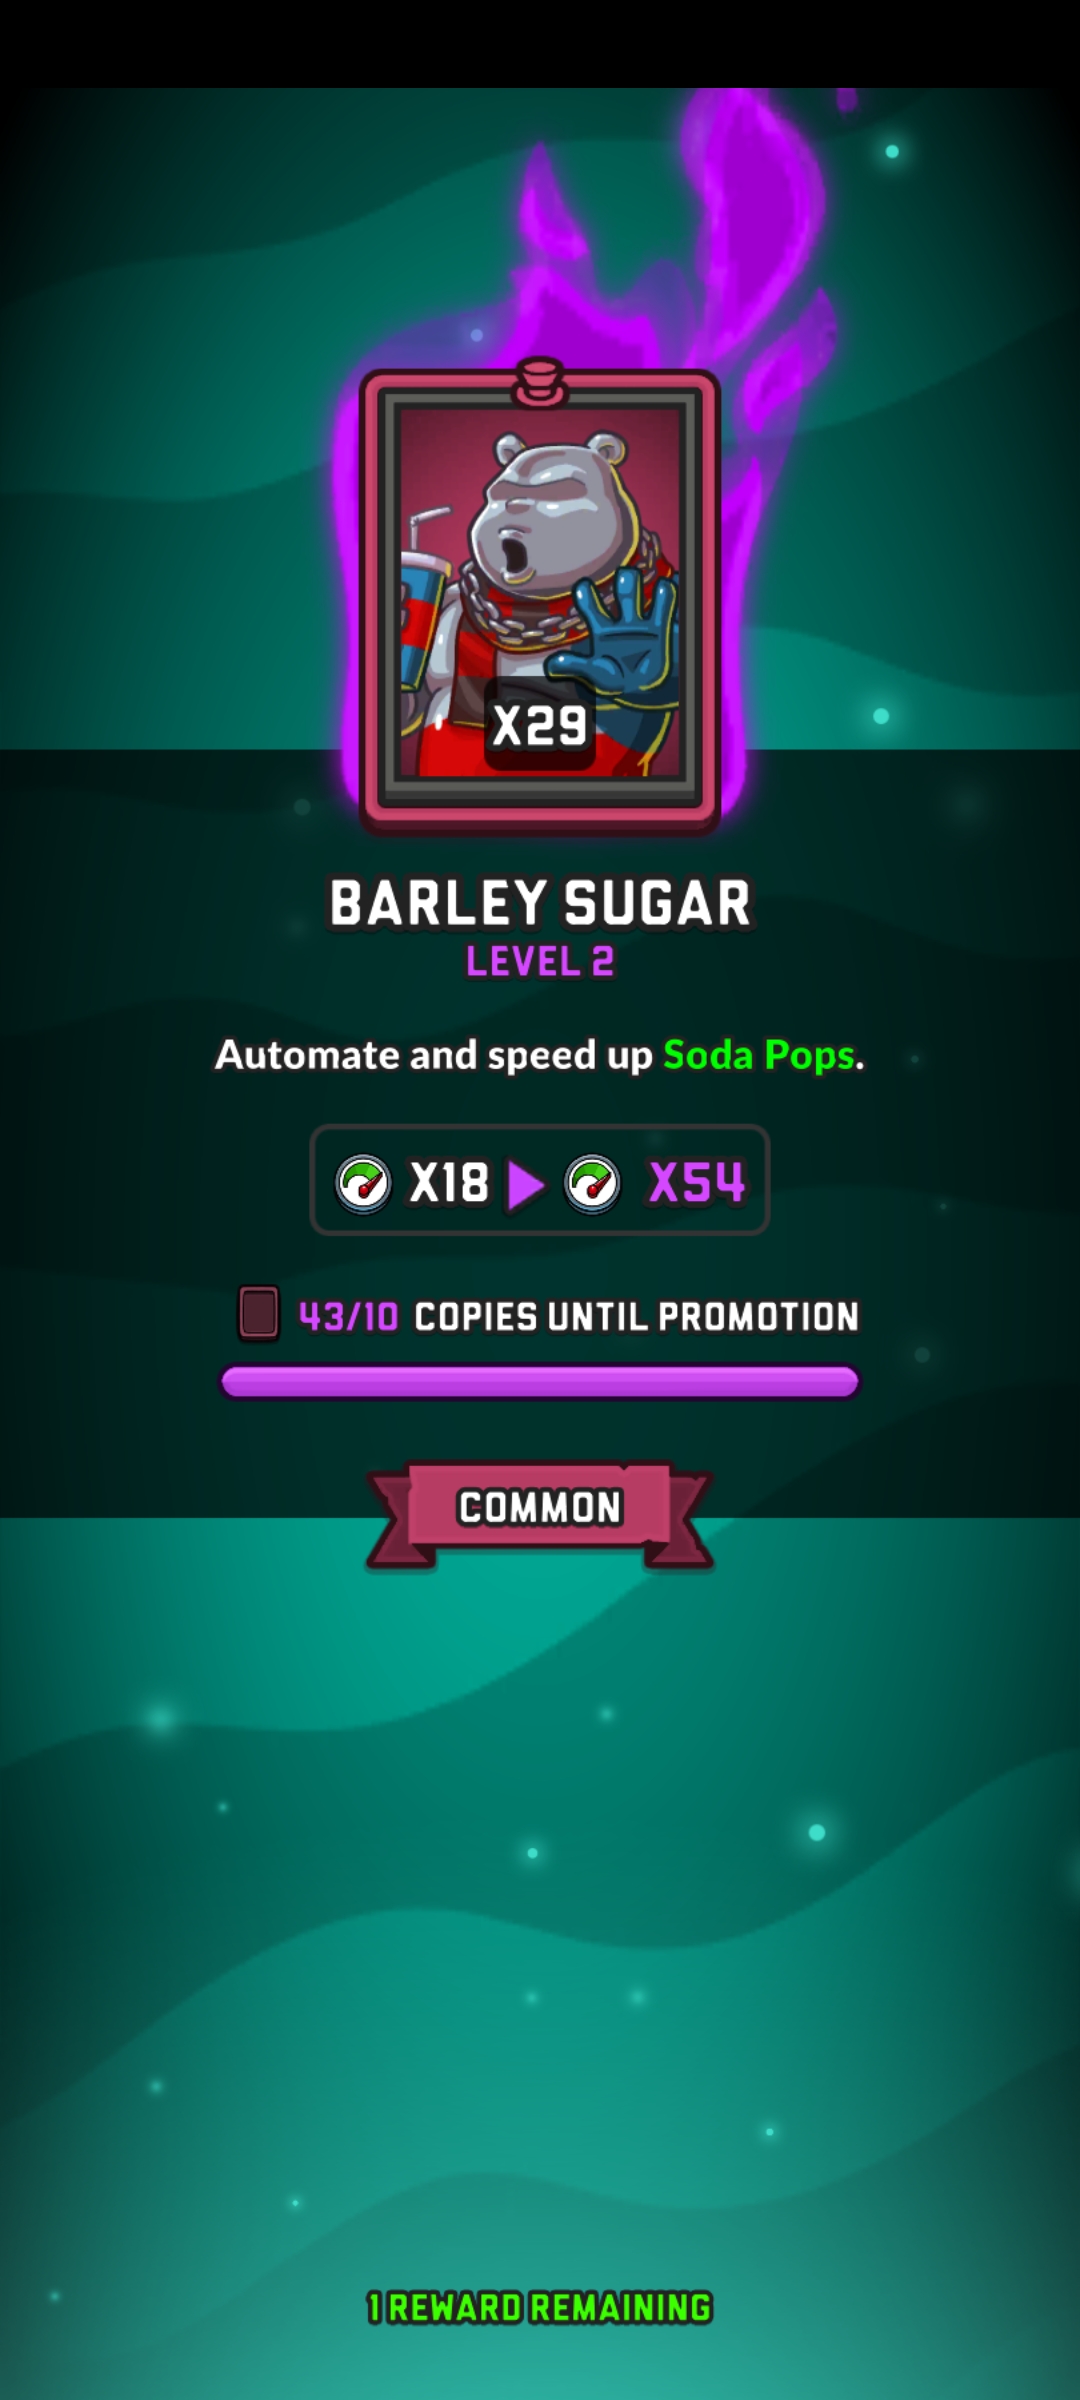 X29
BARLEY SUGAR
LEVEL 2
Automate and speed up Soda Pops.
X18 X54
43/10 COPIES UNTIL PROMOTION
COMMON
1 REWARD REMAINING